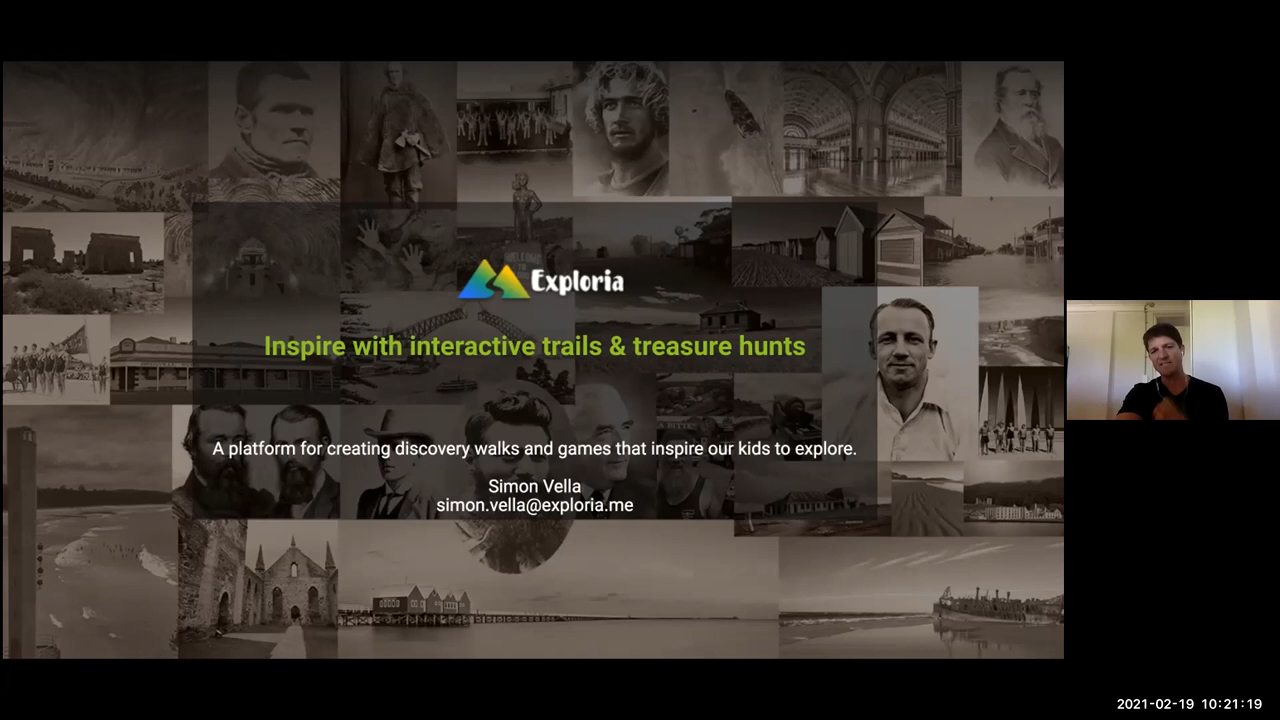 Exploria
Inspire with interactive trails & treasure hunts
A platform for creating discovery walks and games that inspire our kids to explore.
Simon Vella
simon.vella@exploria.me
2021-02-19 10:21:19